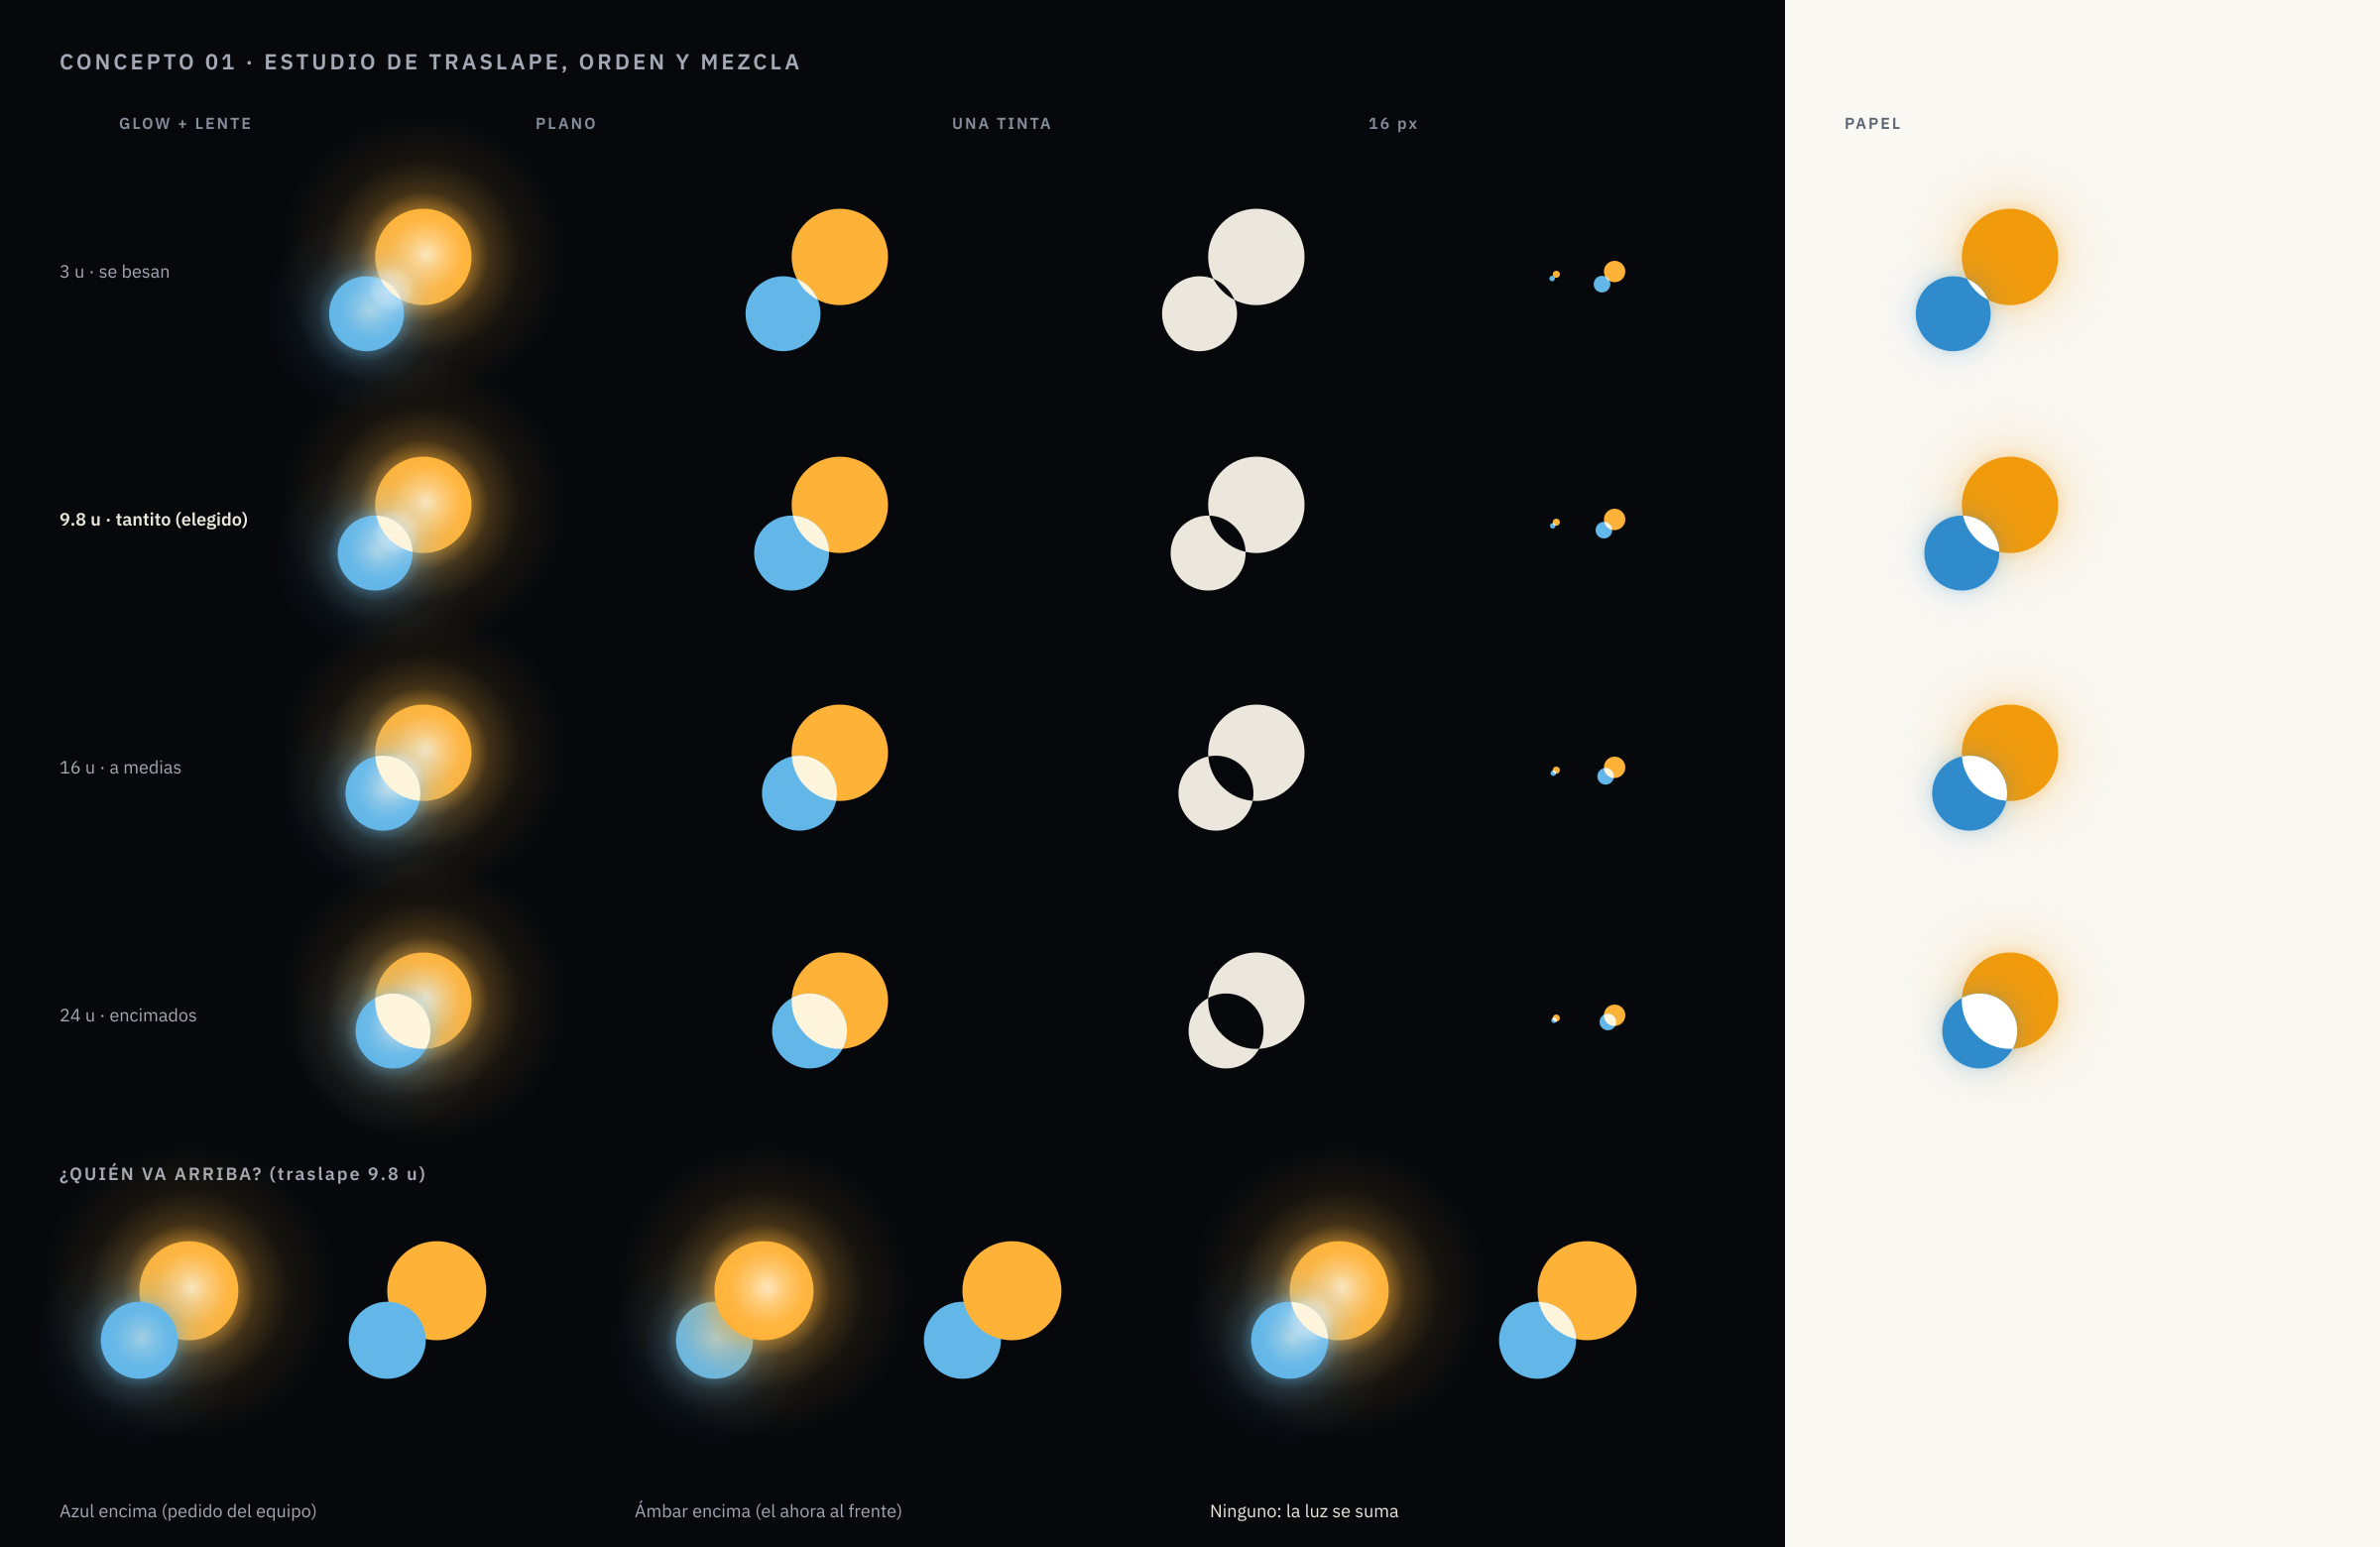 CONCEPTO 01 · ESTUDIO DE TRASLAPE, ORDEN Y MEZCLA
GLOW + LENTE
PLANO
UNA TINTA
16 px
PAPEL
3 u · se besan
9.8 u · tantito (elegido)
16 u · a medias
24 u · encimados
¿QUIÉN VA ARRIBA? (traslape 9.8 u)
Azul encima (pedido del equipo)
Ámbar encima (el ahora al frente)
Ninguno: la luz se suma